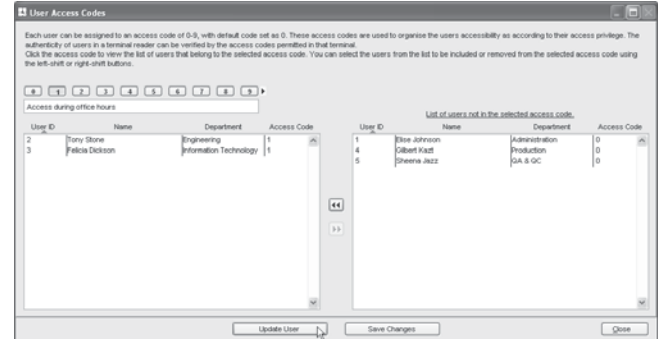 User Access Codes
Each user can be assigned to an access code of 0-9, with default code set as 0. These access codes are used to organise the users accessibility as according to their access privilege. The
authenticity of users in a terminal reader can be verified by the access codes permitted in that terminal.
Click the access code to view the list of users that belong to the selected access code. You can select the users from the list to be included or removed from the selected access code using
the left-shift or right-shift buttons.
0 1 2 3 4 5 6 7 8 9
Access during office hours
List of users not in the selected access code.
User ID Name Department Access Code User ID Name Department Access Code
2 Tony Stone Engineering 1 1 Elise Johnson Administration 0
3 Felicia Dickson Information Technology 1 4 Gilbert Kazt Production 0
5 Sheena Jazz QA & QC 0
Update User Save Changes Close